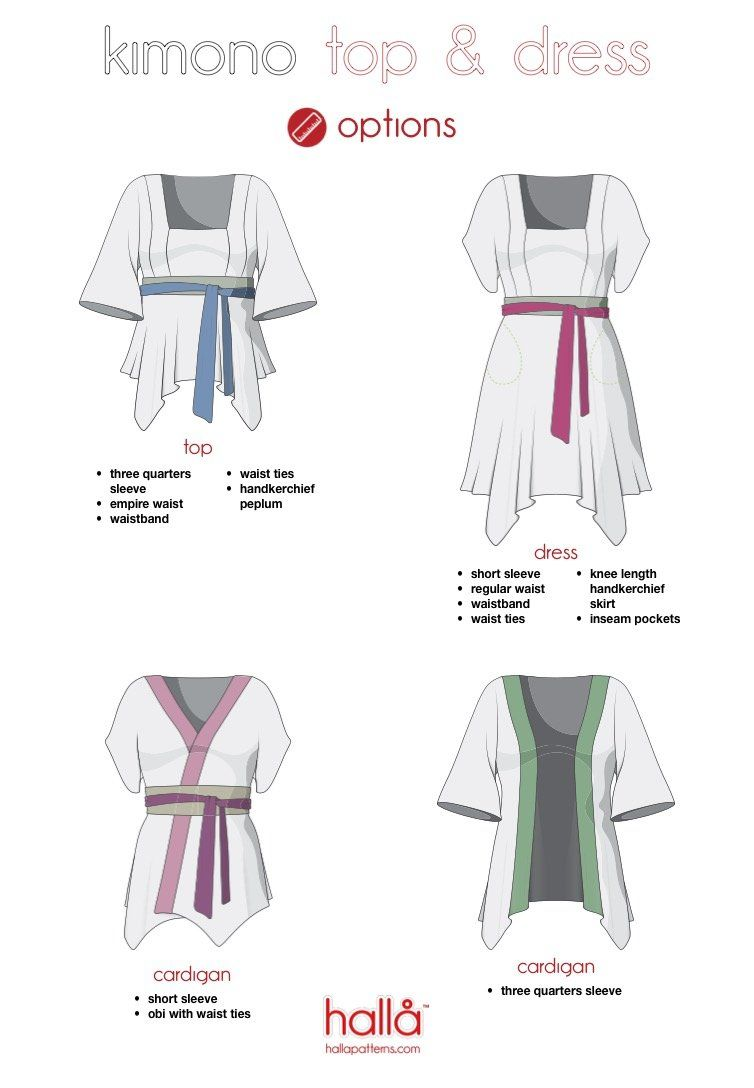 kimono top & dress
options
top
• three quarters
sleeve
• empire waist
• waistband
• waist ties
• handkerchief
peplum
dress
• short sleeve
• regular waist
• waistband
• waist ties
• knee length
handkerchief
skirt
• inseam pockets
cardigan
• short sleeve
• obi with waist ties
cardigan
• three quarters sleeve
hallå™
hallapatterns.com